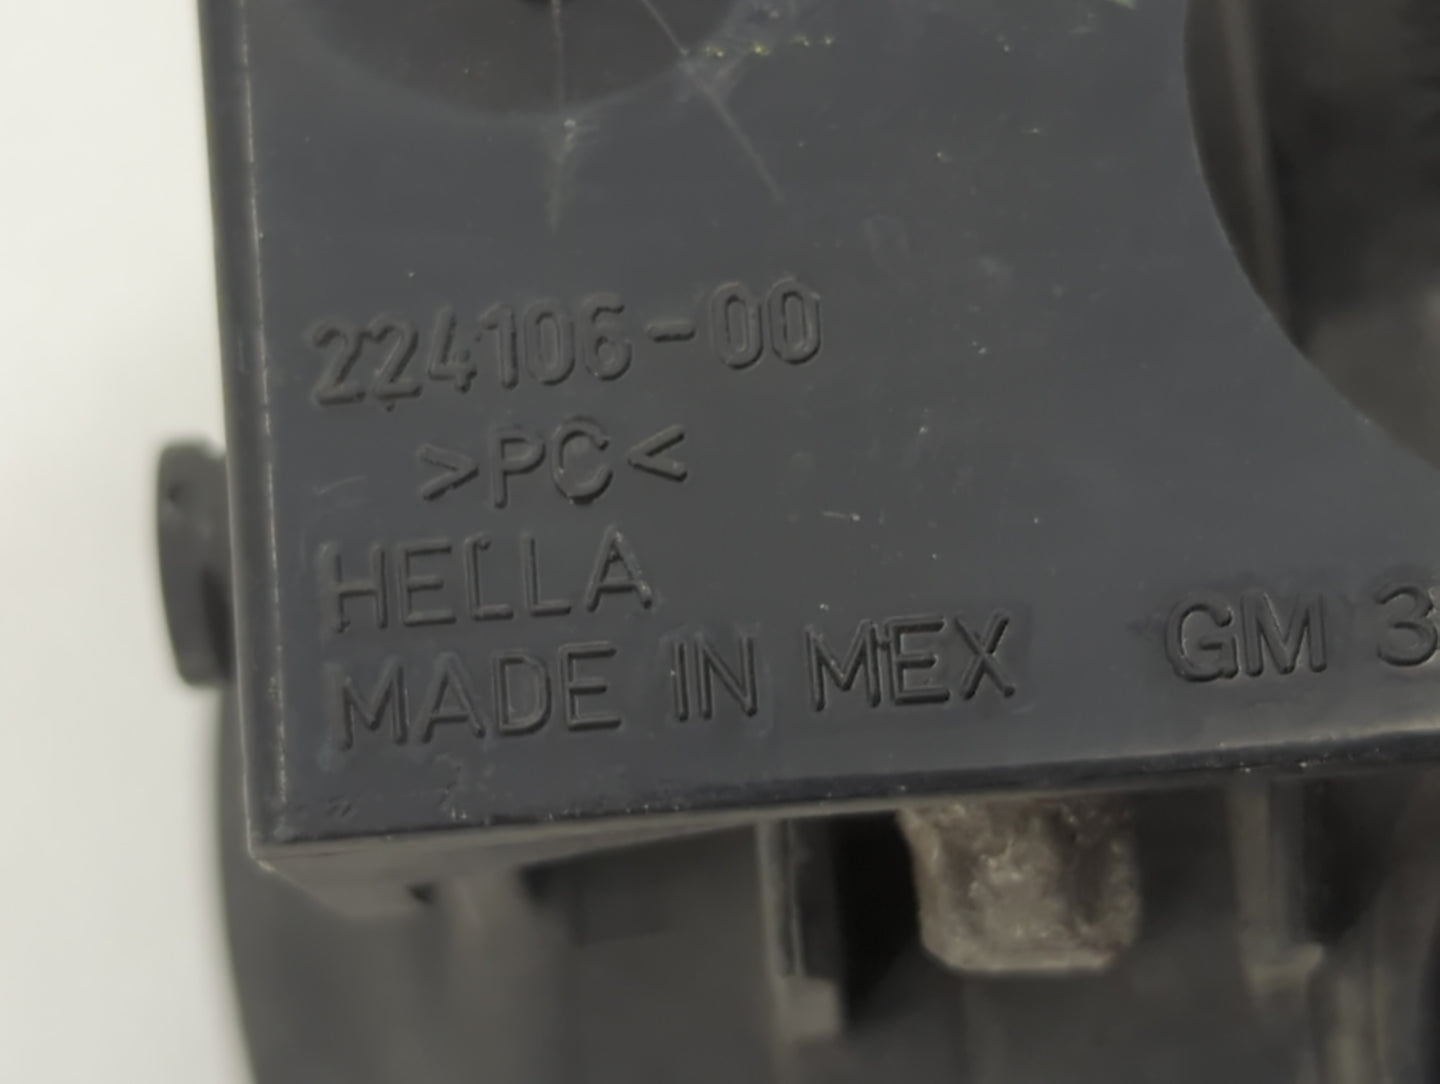 224106-00
>PC<
HELLA
MADE IN MEX GM 3